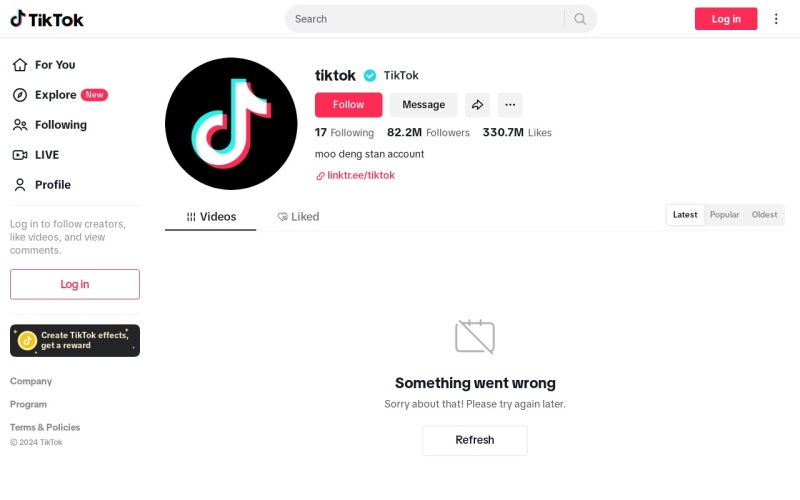 TikTok
Search
Log in
For You
Explore New
Following
LIVE
Profile
Log in to follow creators,
like videos, and view
comments.
Log in
Create TikTok effects,
get a reward
Company
Program
Terms & Policies
© 2024 TikTok
tiktok TikTok
Follow Message
17 Following 82.2M Followers 330.7M Likes
moo deng stan account
linktr.ee/tiktok
Videos Liked
Latest Popular Oldest
Something went wrong
Sorry about that! Please try again later.
Refresh